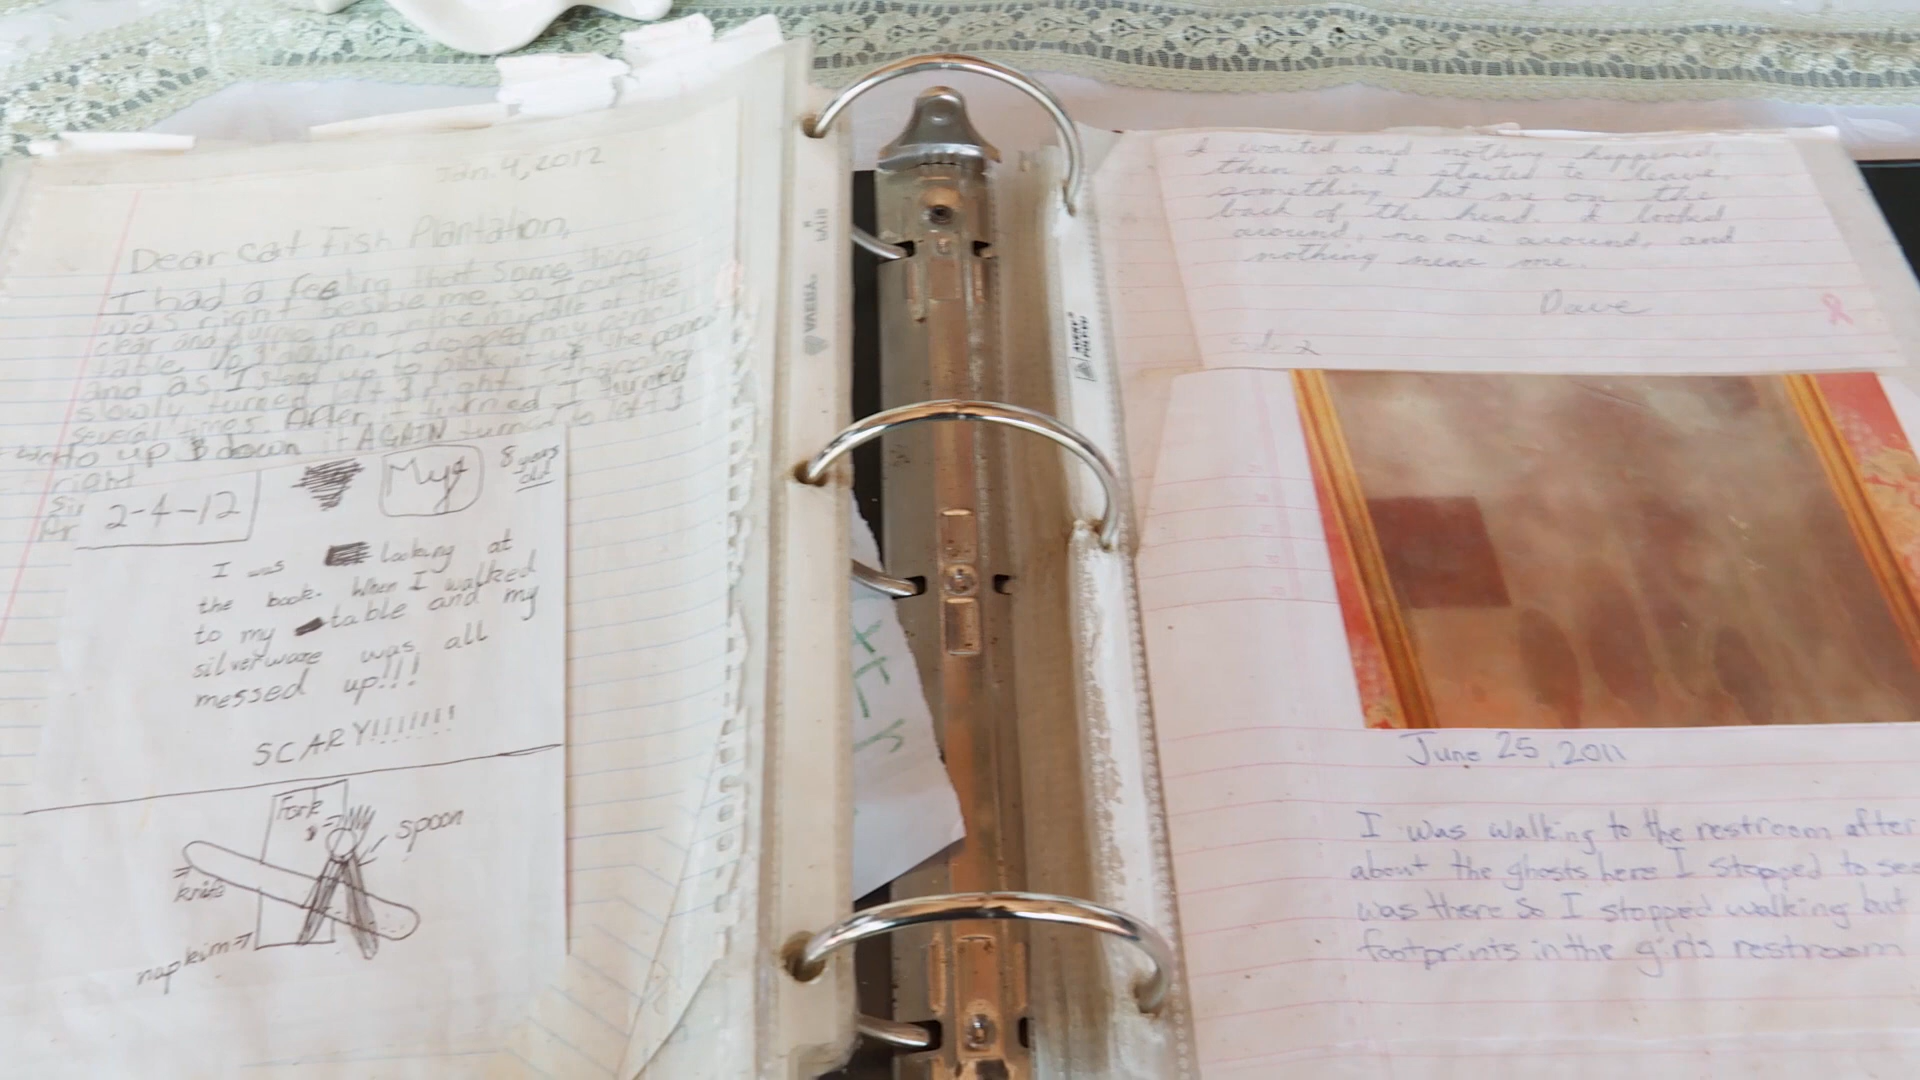 Jan. 4, 2012
Dear Cat Fish Plantation,
I had a feeling that some thing
was right beside me, so I put
clear and purple pen in the middle of the
table, up & down. I dropped my pencil
and as I stood up to pick it up the pen
slowly turned left & right.
several times. After it turned, I turned
up & down it AGAIN turned to left &
right
2-4-12
8 years old
I was looking at
the book. When I walked
to my table and my
silverware was all
messed up!!!
SCARY!!!!!!!
Fork
spoon
knife
napkeim
I waited and nothing happened.
then as I started to leave,
something hit me on the
back of the head. I looked
around, no one around, and
nothing near me.
Dave
June 25, 2011
I was walking to the restroom after
about the ghosts here I stopped to see
was there so I stopped walking but
footprints in the girls restroom
AVERY